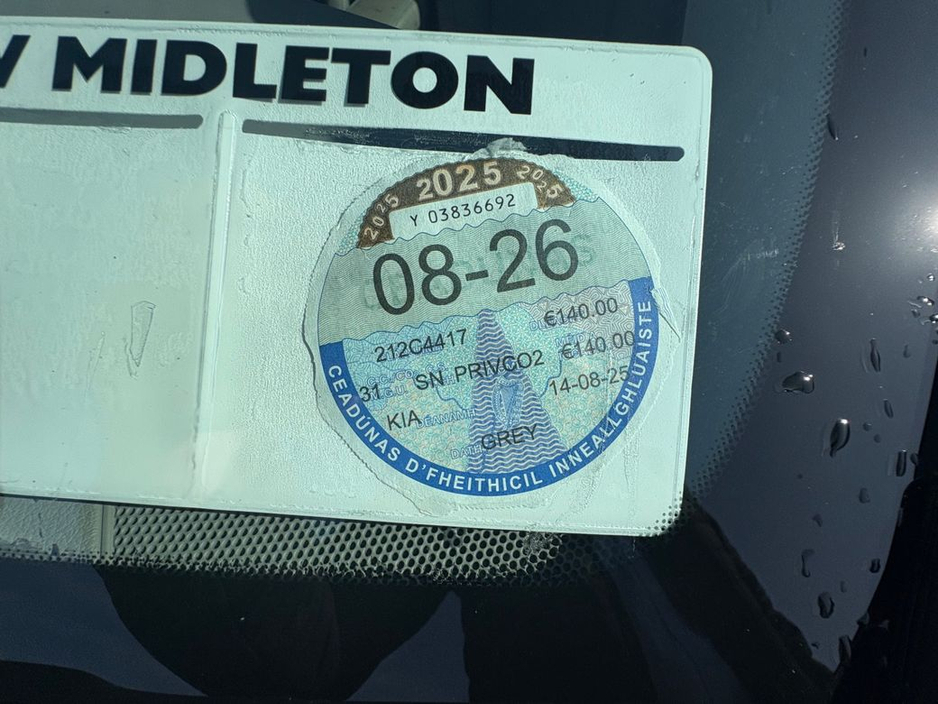 MIDLETON
2025 2025 2025
Y 03836692
08-26
212C4417 €140.00
31 SN PRIVCO2 €140.00
KIA 14-08-25
GREY
CEADÚNAS D'FHEITHICIL INNEALLGHLUAISTE